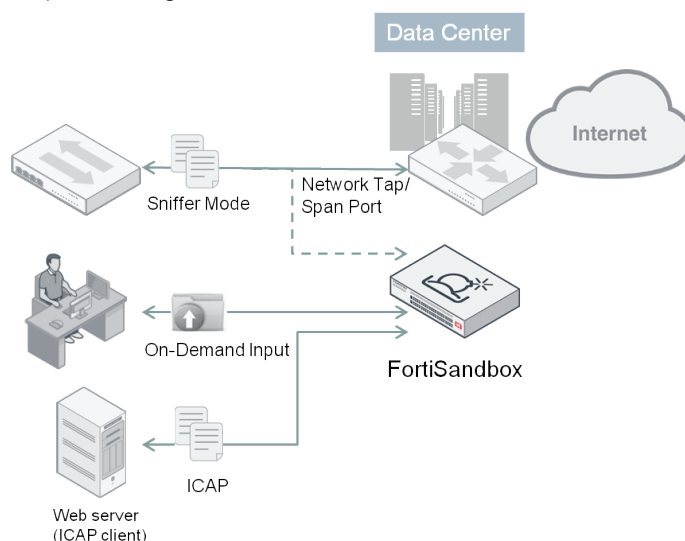 Data Center
Internet
Sniffer Mode
Network Tap/
Span Port
On-Demand Input
FortiSandbox
ICAP
Web server
(ICAP client)